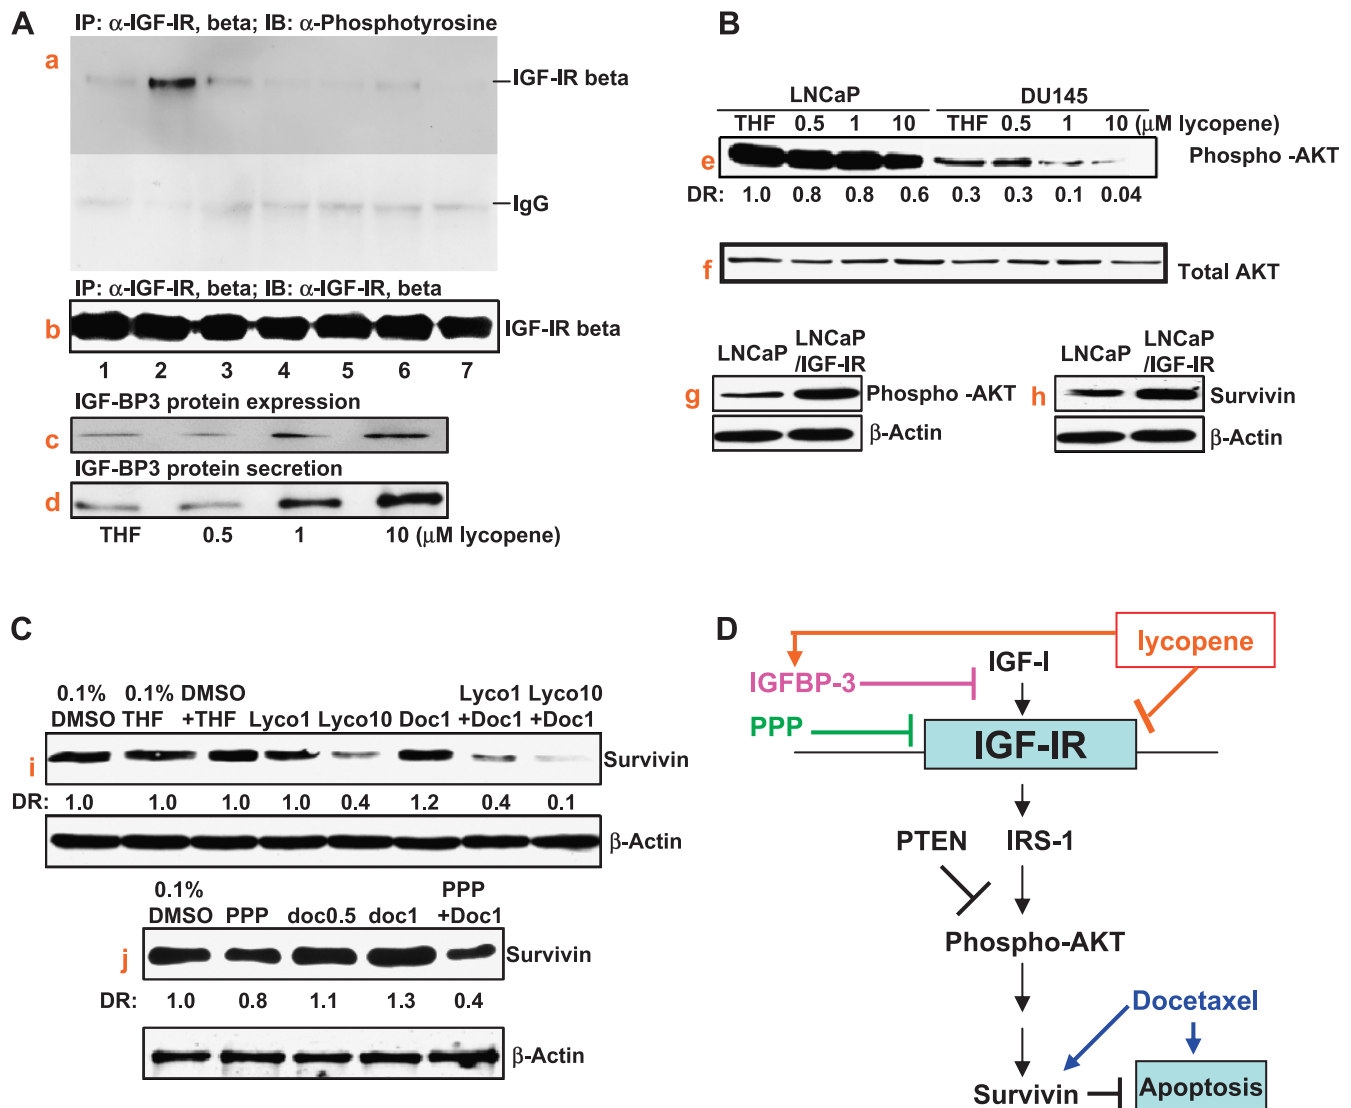 A
IP: α-IGF-IR, beta; IB: α-Phosphotyrosine
a
IGF-IR beta
IgG
IP: α-IGF-IR, beta; IB: α-IGF-IR, beta
b
IGF-IR beta
1 2 3 4 5 6 7
IGF-BP3 protein expression
c
IGF-BP3 protein secretion
d
THF 0.5 1 10 (μM lycopene)
B
LNCaP DU145
THF 0.5 1 10 THF 0.5 1 10 (μM lycopene)
e Phospho -AKT
DR: 1.0 0.8 0.8 0.6 0.3 0.3 0.1 0.04
f Total AKT
LNCaP LNCaP
/IGF-IR
g Phospho -AKT
β-Actin
LNCaP LNCaP
/IGF-IR
h Survivin
β-Actin
C
0.1% 0.1% DMSO Lyco1 Lyco10
DMSO THF +THF Lyco1 Lyco10 Doc1 +Doc1 +Doc1
i Survivin
DR: 1.0 1.0 1.0 1.0 0.4 1.2 0.4 0.1
β-Actin
0.1% PPP
DMSO PPP doc0.5 doc1 +Doc1
j Survivin
DR: 1.0 0.8 1.1 1.3 0.4
β-Actin
D
lycopene
IGF-I
IGFBP-3
PPP
IGF-IR
PTEN IRS-1
Phospho-AKT
Docetaxel
Survivin Apoptosis